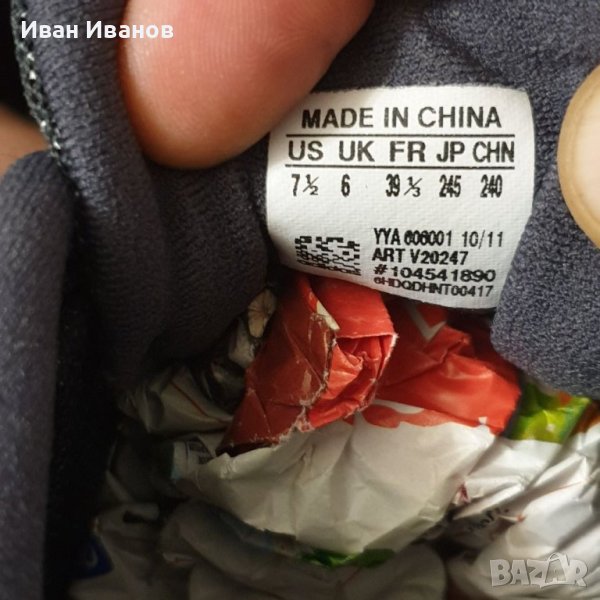 Иван Иванов
MADE IN CHINA
US UK FR JP CHN
7½ 6 39⅓ 245 240
YYA 606001 10/11
ART V20247
#104541890
6HDQDHNT00417
BAZAR